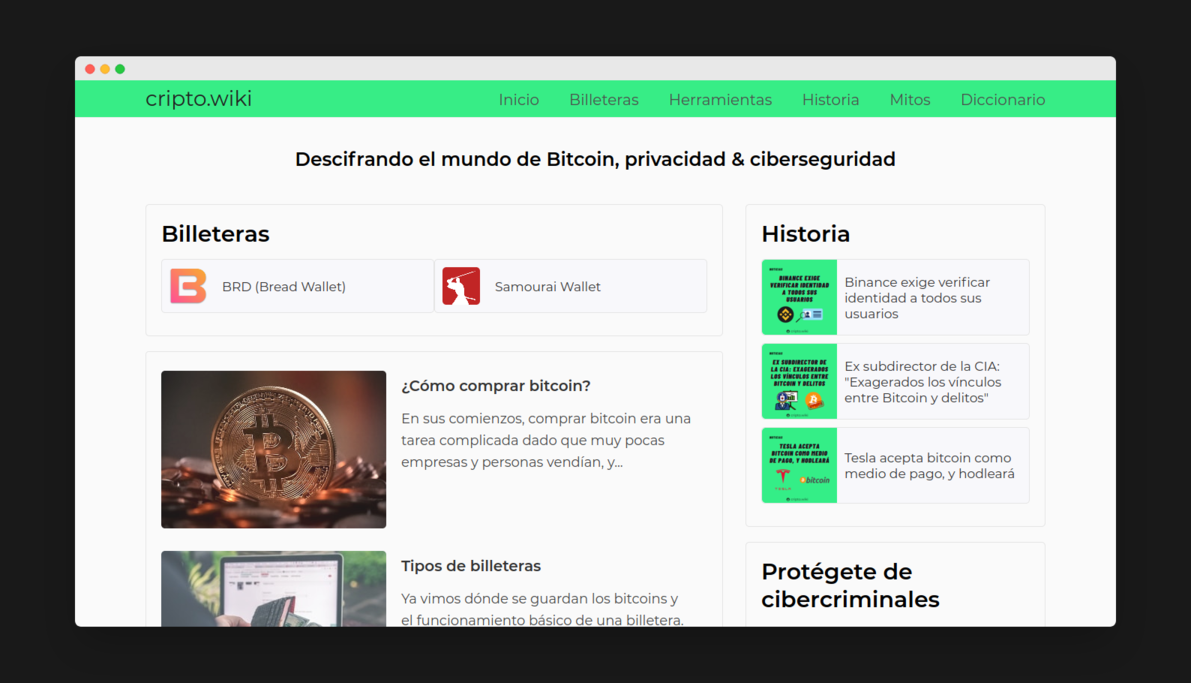 cripto.wiki
Inicio
Billeteras
Herramientas
Historia
Mitos
Diccionario
Descifrando el mundo de Bitcoin, privacidad & ciberseguridad
Billeteras
BRD (Bread Wallet)
Samourai Wallet
¿Cómo comprar bitcoin?
En sus comienzos, comprar bitcoin era una
tarea complicada dado que muy pocas
empresas y personas vendían, y...
Tipos de billeteras
Ya vimos dónde se guardan los bitcoins y
el funcionamiento básico de una billetera.
Historia
BINANCE EXIGE
VERIFICAR IDENTIDAD
A TODOS SUS
USUARIOS
Binance exige verificar
identidad a todos sus
usuarios
EX SUBDIRECTOR DE
LA CIA: EXAGERADOS
LOS VÍNCULOS ENTRE
BITCOIN Y DELITOS
Ex subdirector de la CIA:
"Exagerados los vínculos
entre Bitcoin y delitos"
TESLA ACEPTA
BITCOIN COMO MEDIO
DE PAGO, Y HODLEARÁ
TESLA
bitcoin
Tesla acepta bitcoin como
medio de pago, y hodleará
Protégete de
cibercriminales